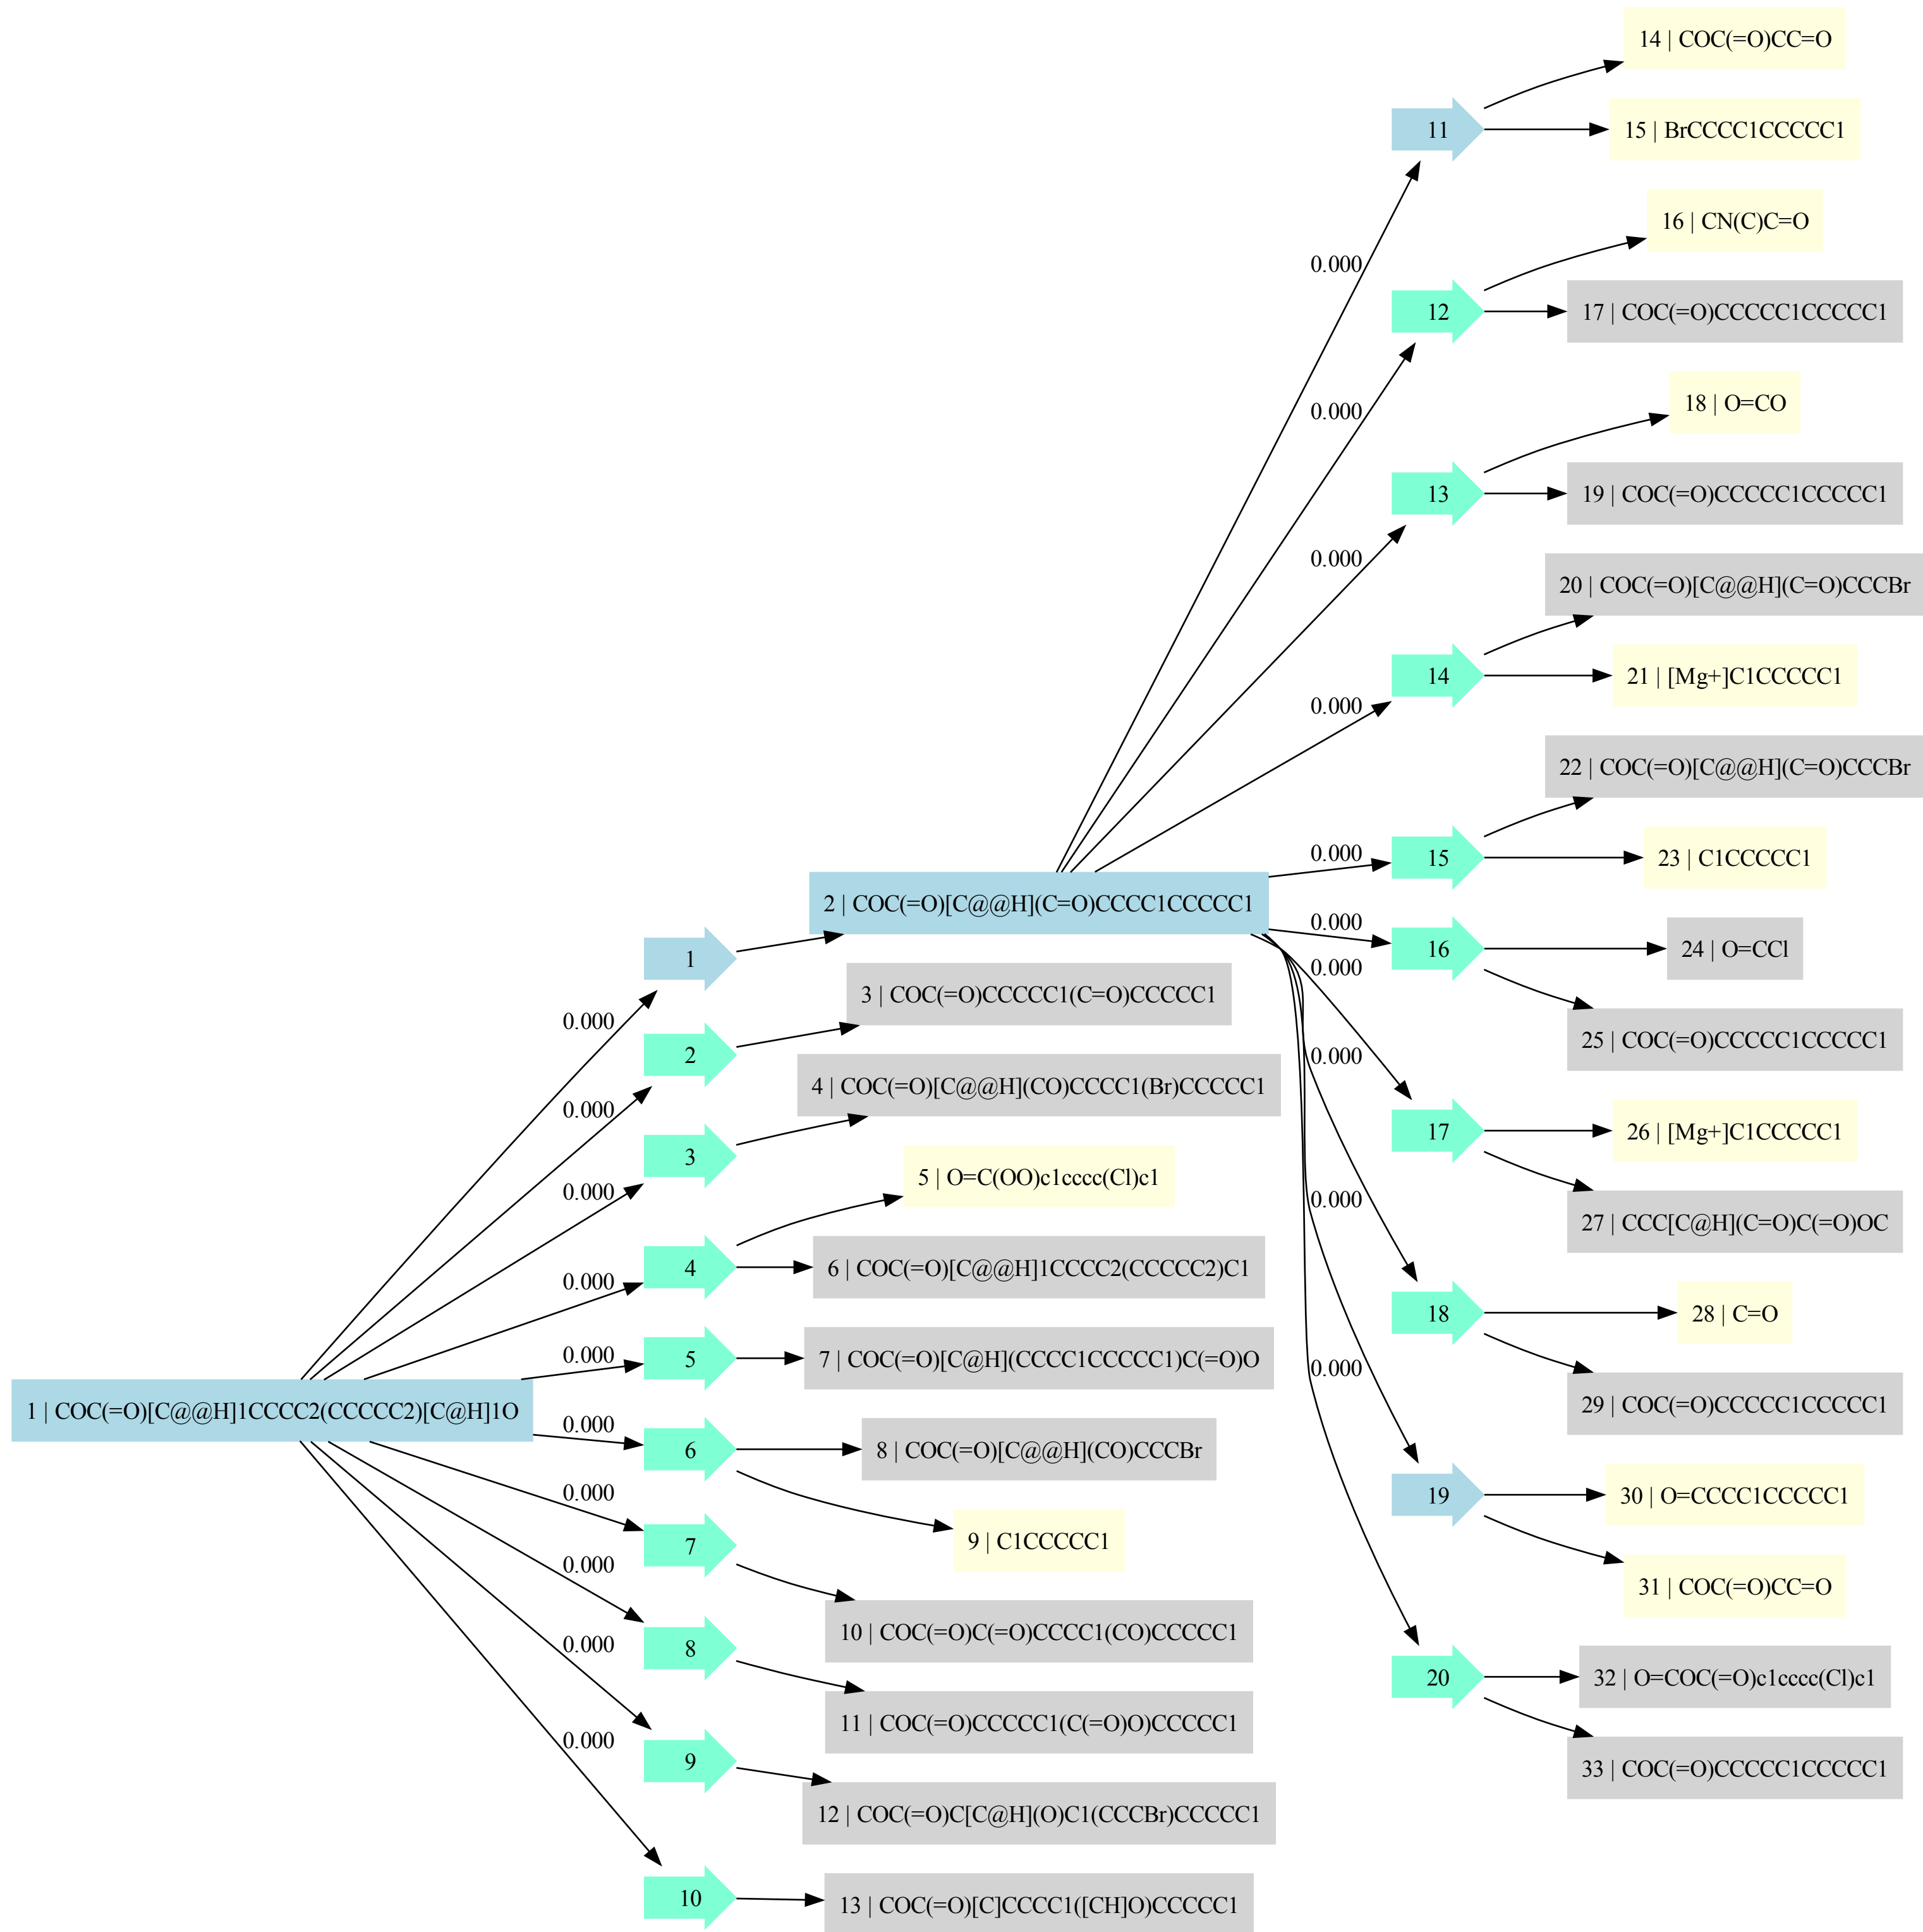 1 | COC(=O)[C@@H]1CCCC2(CCCCC2)[C@H]1O
0.000
0.000
0.000
0.000
0.000
0.000
0.000
0.000
0.000
0.000
1
2
3
4
5
6
7
8
9
10
2 | COC(=O)[C@@H](C=O)CCCC1CCCCC1
3 | COC(=O)CCCCC1(C=O)CCCCC1
4 | COC(=O)[C@@H](CO)CCCC1(Br)CCCCC1
5 | O=C(OO)c1cccc(Cl)c1
6 | COC(=O)[C@@H]1CCCC2(CCCCC2)C1
7 | COC(=O)[C@H](CCCC1CCCCC1)C(=O)O
8 | COC(=O)[C@@H](CO)CCCBr
9 | C1CCCCC1
10 | COC(=O)C(=O)CCCC1(CO)CCCCC1
11 | COC(=O)CCCCC1(C(=O)O)CCCCC1
12 | COC(=O)C[C@H](O)C1(CCCBr)CCCCC1
13 | COC(=O)[C]CCCC1([CH]O)CCCCC1
0.000
0.000
0.000
0.000
0.000
0.000
0.000
0.000
0.000
0.000
11
12
13
14
15
16
17
18
19
20
14 | COC(=O)CC=O
15 | BrCCCC1CCCCC1
16 | CN(C)C=O
17 | COC(=O)CCCCC1CCCCC1
18 | O=CO
19 | COC(=O)CCCCC1CCCCC1
20 | COC(=O)[C@@H](C=O)CCCBr
21 | [Mg+]C1CCCCC1
22 | COC(=O)[C@@H](C=O)CCCBr
23 | C1CCCCC1
24 | O=CCl
25 | COC(=O)CCCCC1CCCCC1
26 | [Mg+]C1CCCCC1
27 | CCC[C@H](C=O)C(=O)OC
28 | C=O
29 | COC(=O)CCCCC1CCCCC1
30 | O=CCCC1CCCCC1
31 | COC(=O)CC=O
32 | O=COC(=O)c1cccc(Cl)c1
33 | COC(=O)CCCCC1CCCCC1